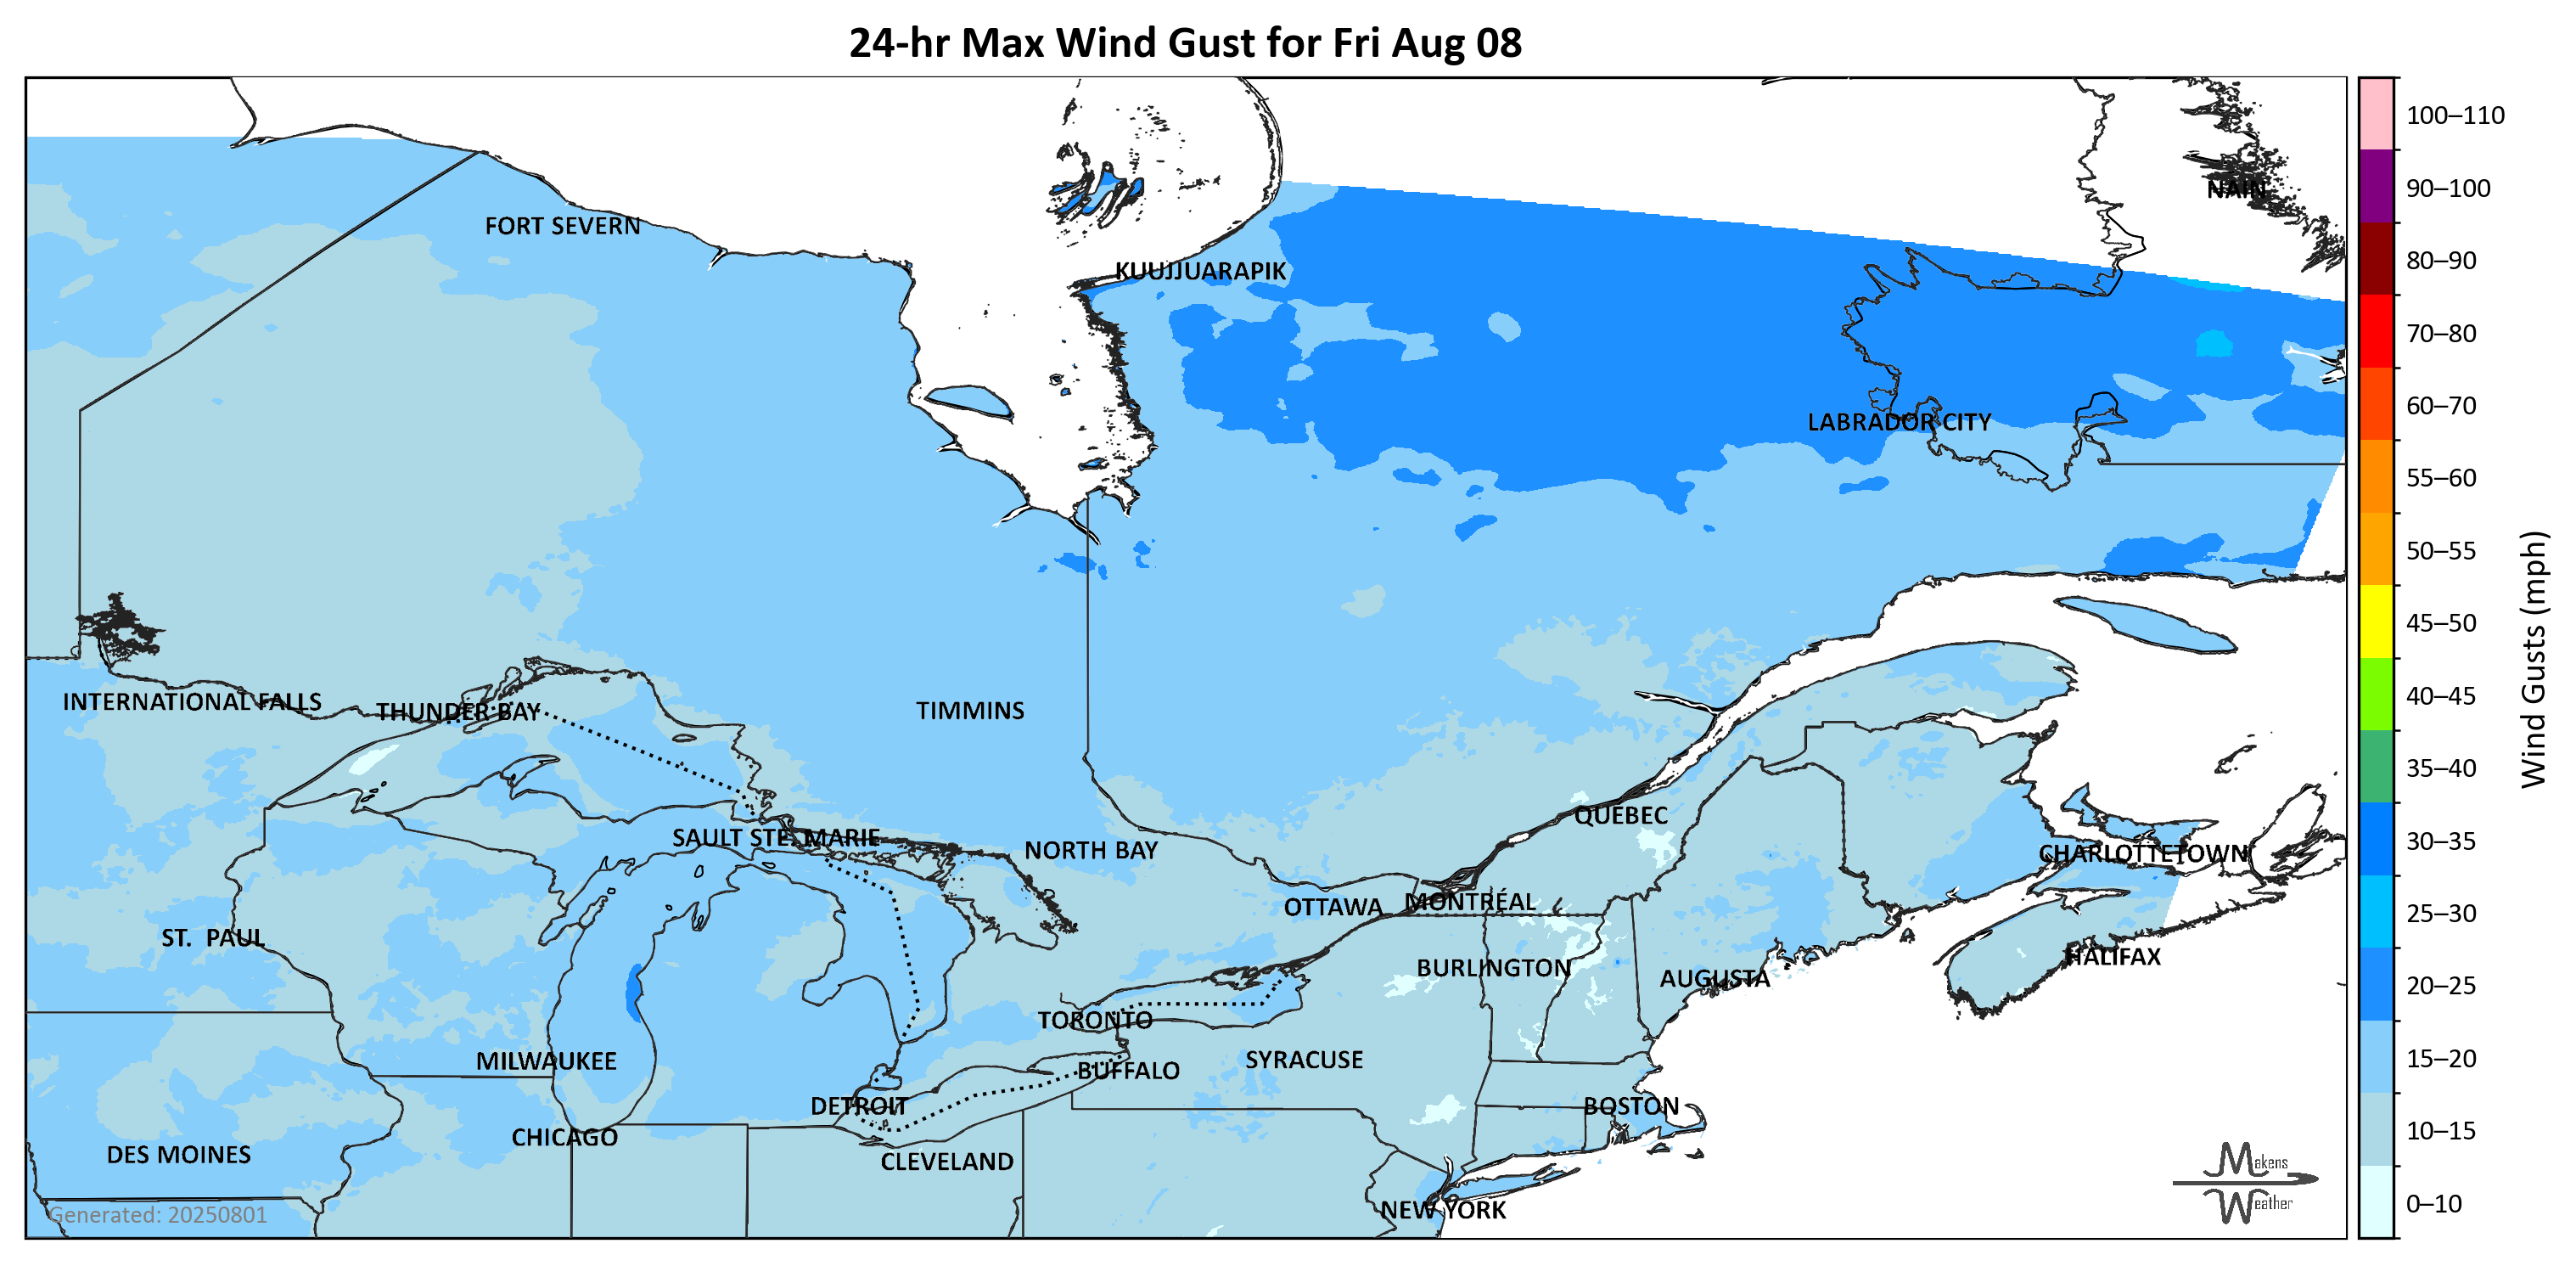 24-hr Max Wind Gust for Fri Aug 08
100–110
90–100
NAIN
FORT SEVERN
80–90
KUUJJUARAPIK
70–80
60–70
LABRADOR CITY
55–60
50–55
45–50
Wind Gusts (mph)
40–45
INTERNATIONAL FALLS
THUNDER BAY
TIMMINS
35–40
QUEBEC
30–35
SAULT STE. MARIE
NORTH BAY
CHARLOTTETOWN
OTTAWA
MONTRÉAL
25–30
ST. PAUL
HALIFAX
BURLINGTON
AUGUSTA
20–25
TORONTO
MILWAUKEE
SYRACUSE
BUFFALO
DETROIT
BOSTON
15–20
CHICAGO
10–15
DES MOINES
CLEVELAND
Makens
Weather
0–10
NEW YORK
Generated: 20250801